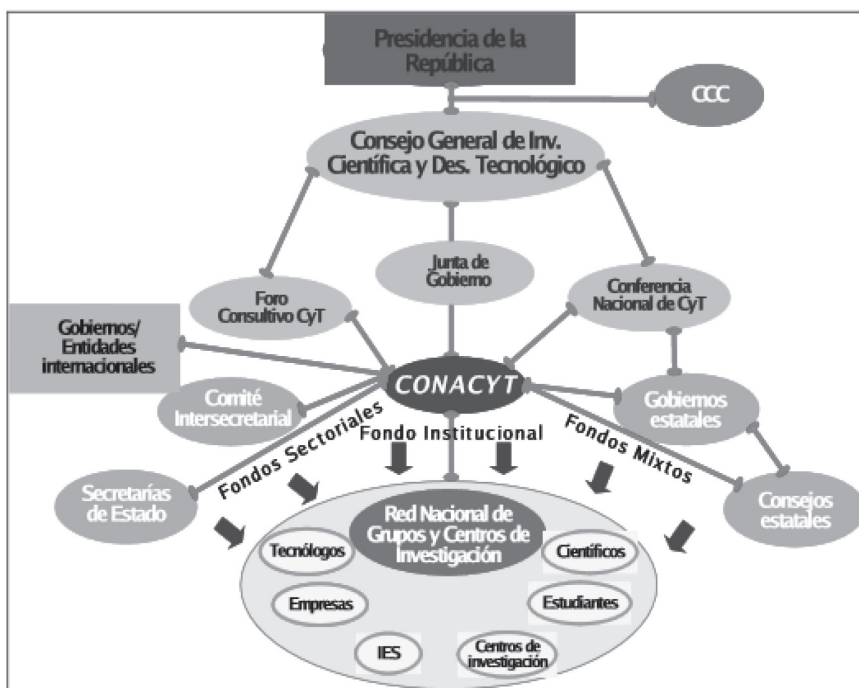 Presidencia de la
República
CCC
Consejo General de Inv.
Científica y Des. Tecnológico
Junta de
Gobierno
Foro
Consultivo CyT
Conferencia
Nacional de CyT
Gobiernos/
Entidades
internacionales
CONACYT
Comité
Intersecretarial
Gobiernos
estatales
Fondos Sectoriales
Fondo Institucional
Fondos Mixtos
Secretarías
de Estado
Consejos
estatales
Red Nacional de
Grupos y Centros de
Investigación
Tecnólogos
Científicos
Empresas
Estudiantes
IES
Centros de
investigación